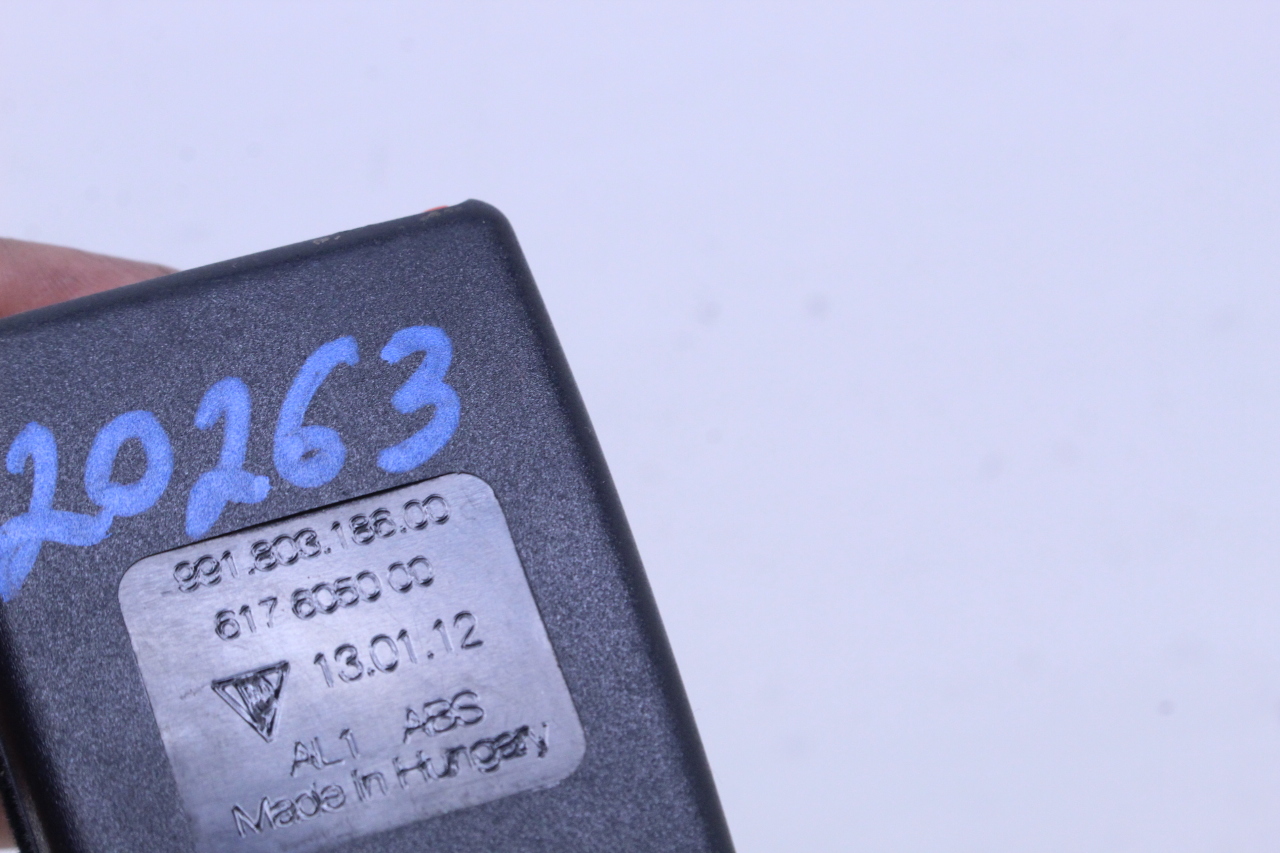 20263
991.803.186.00
617 6050 00
13.01.12
AL1 ABS
Made in Hungary